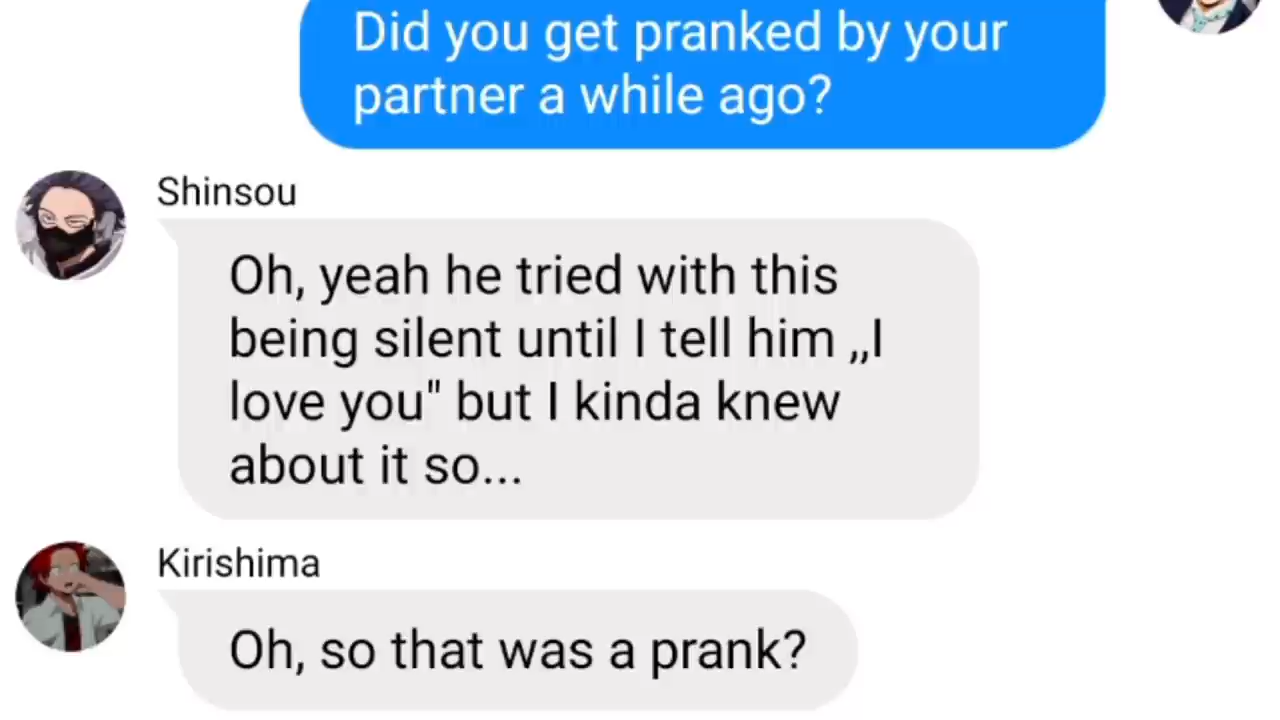 Did you get pranked by your
partner a while ago?
Shinsou
Oh, yeah he tried with this
being silent until I tell him ,,I
love you" but I kinda knew
about it so...
Kirishima
Oh, so that was a prank?